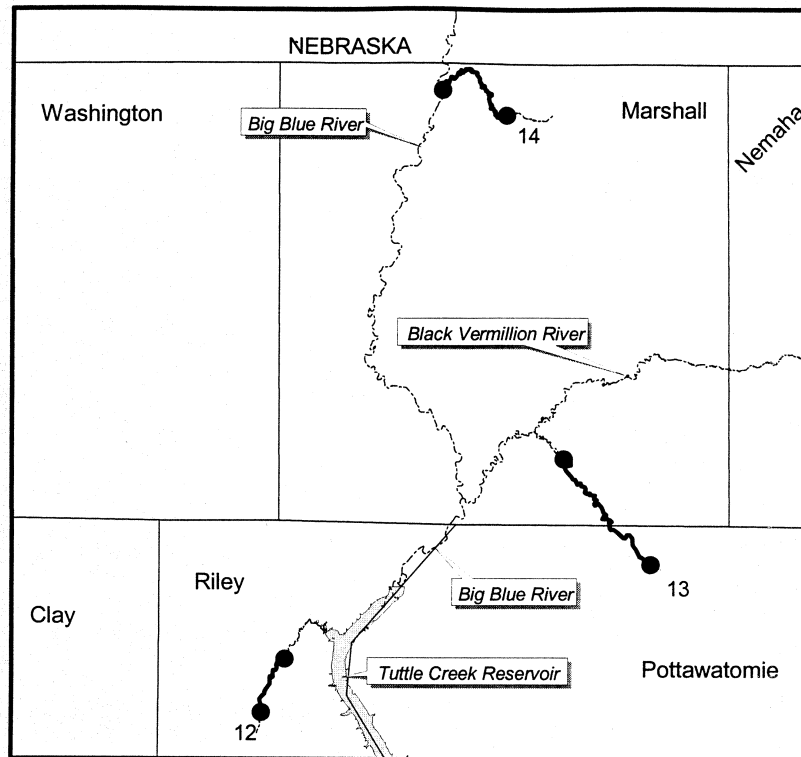 NEBRASKA
Washington
Big Blue River
14
Marshall
Nemaha
Black Vermillion River
Riley
Clay
Big Blue River
13
Tuttle Creek Reservoir
Pottawatomie
12